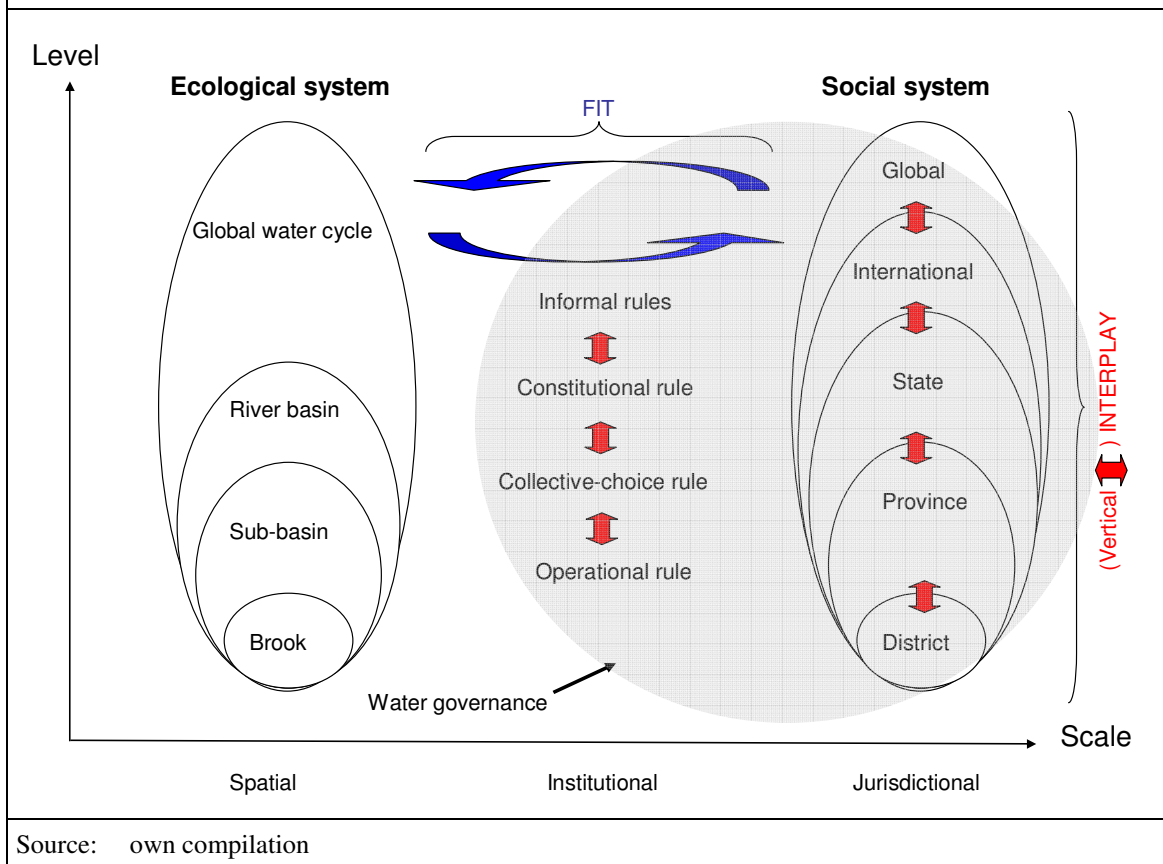 Level
Ecological system
Social system
FIT
Global
Global water cycle
International
Informal rules
State
Constitutional rule
River basin
Collective-choice rule
Province
Sub-basin
Operational rule
Brook
District
Water governance
(Vertical ) INTERPLAY
Scale
Spatial
Institutional
Jurisdictional
Source: own compilation